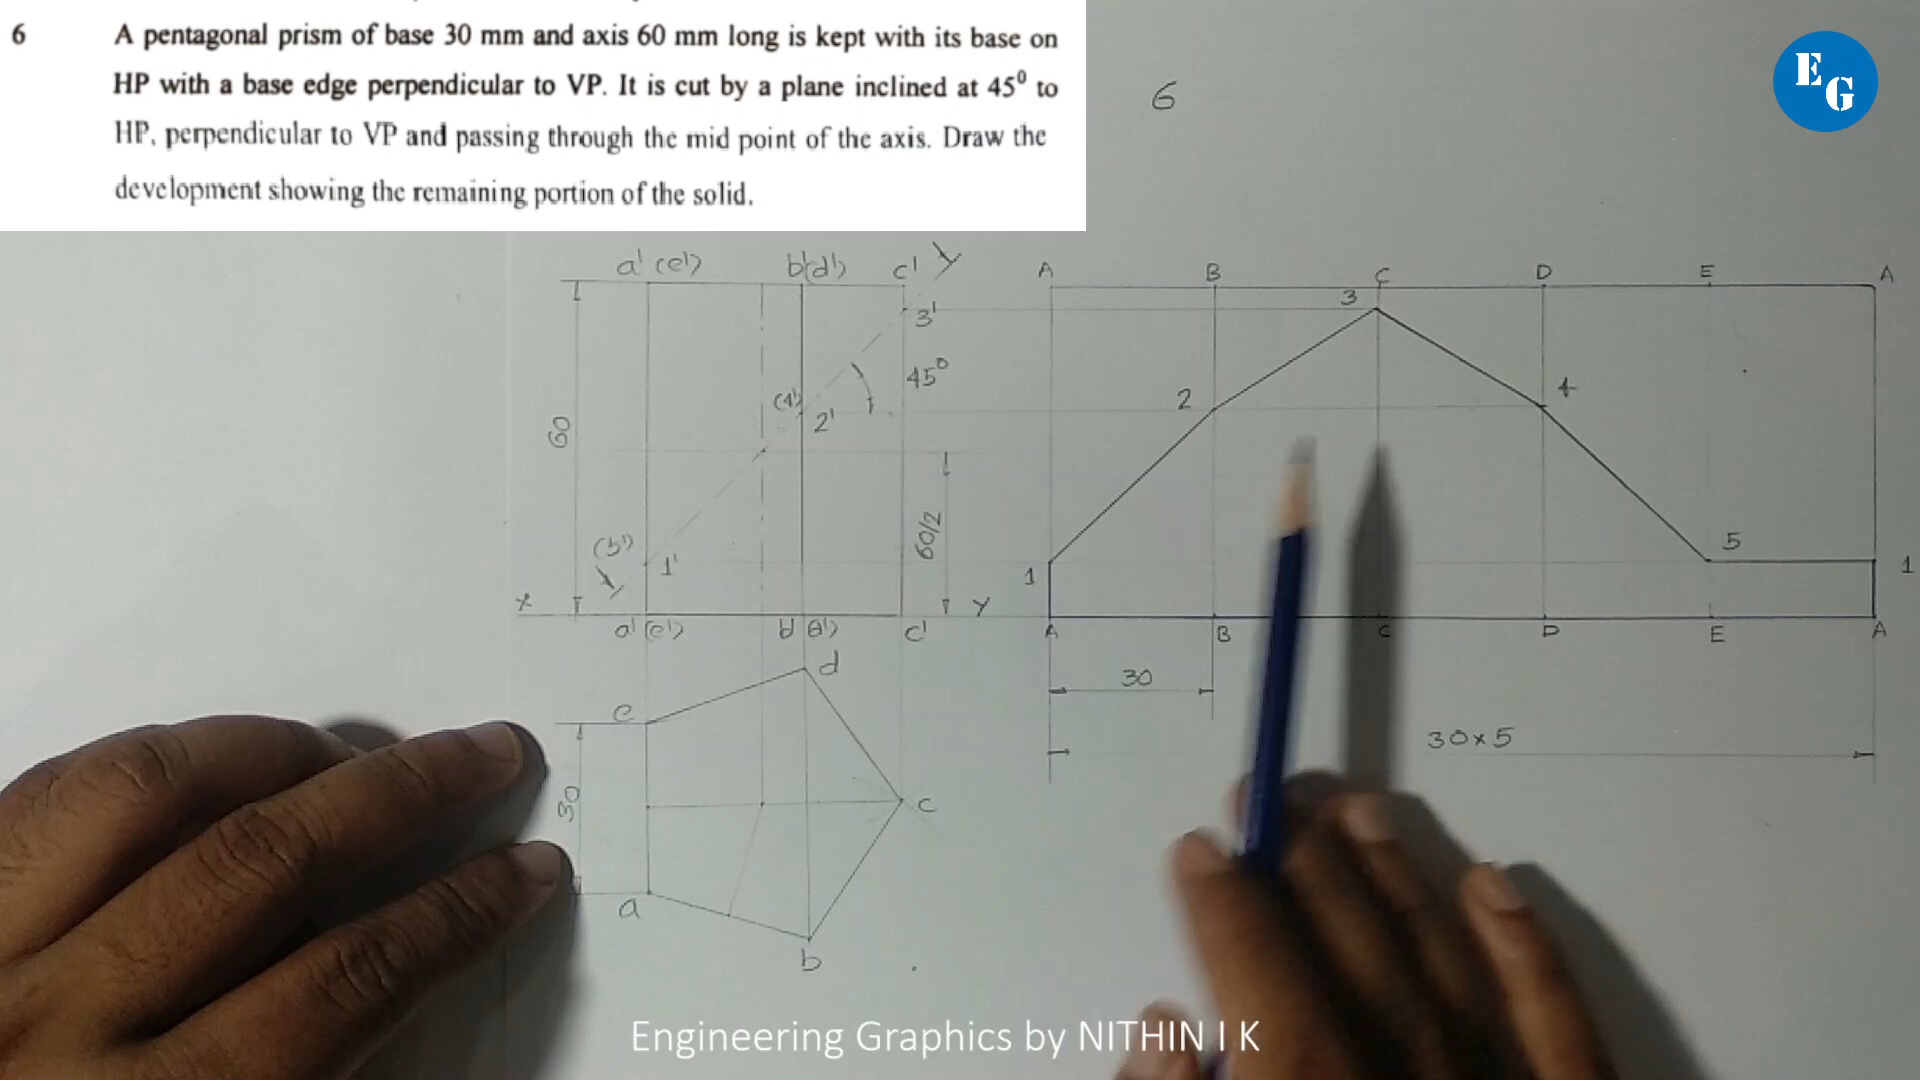 6 A pentagonal prism of base 30 mm and axis 60 mm long is kept with its base on
HP with a base edge perpendicular to VP. It is cut by a plane inclined at 45⁰ to
HP, perpendicular to VP and passing through the mid point of the axis. Draw the
development showing the remaining portion of the solid.
EG
6
a' (e') b'(d') c'
A B C D E A
3'
3
45⁰
60
(4')
2'
2
4
60/2
(5')
1'
5
1
1
X Y
a' (e') c'
A B C D E A
d
30
e
30×5
30
c
a
b
Engineering Graphics by NITHIN I K